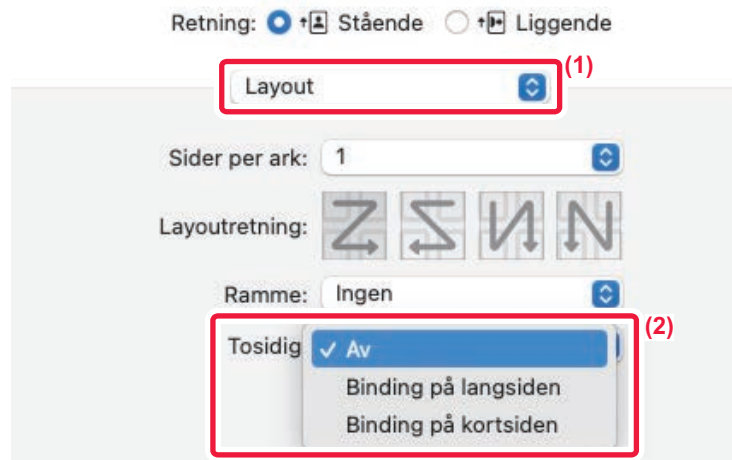 Retning: Stående Liggende
(1)
Layout
Sider per ark: 1
Layoutretning:
Ramme: Ingen
(2)
Tosidig ✓ Av
Binding på langsiden
Binding på kortsiden